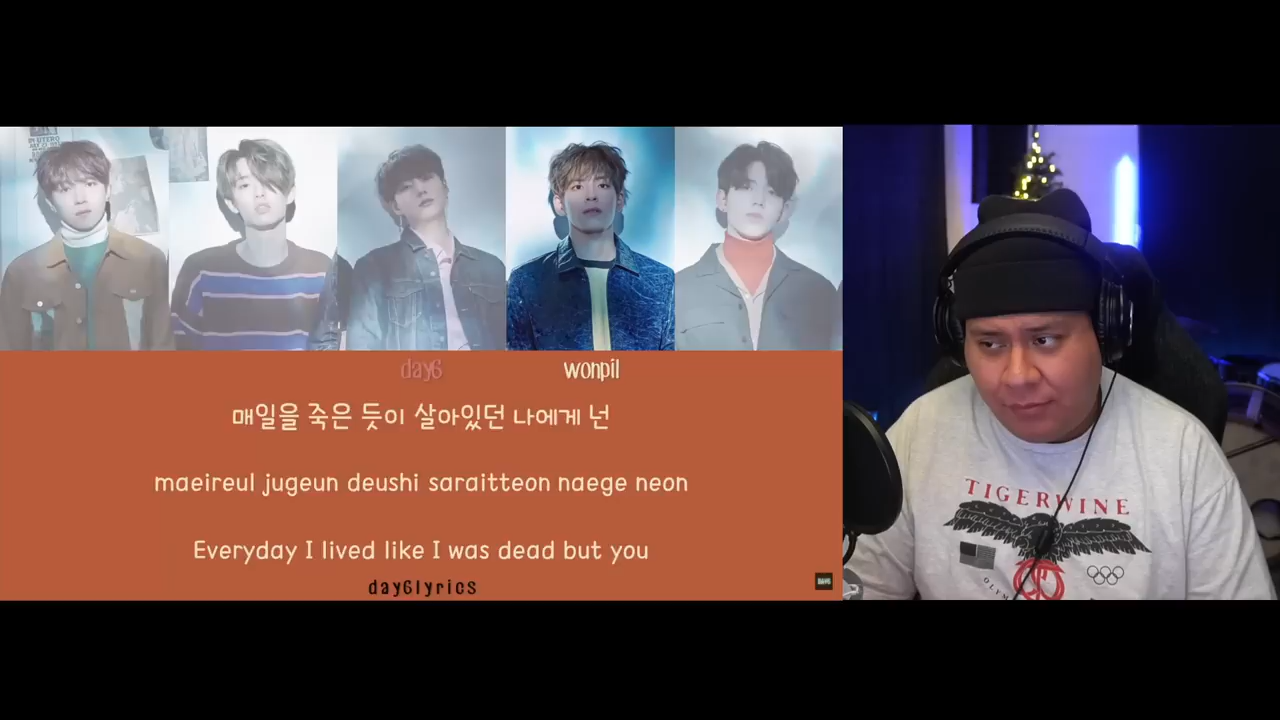 day6
wonpil
매일을 죽은 듯이 살아있던 나에게 넌
maeireul jugeun deushi saraitteon naege neon
Everyday I lived like I was dead but you
day6lyrics
TIGERWINE